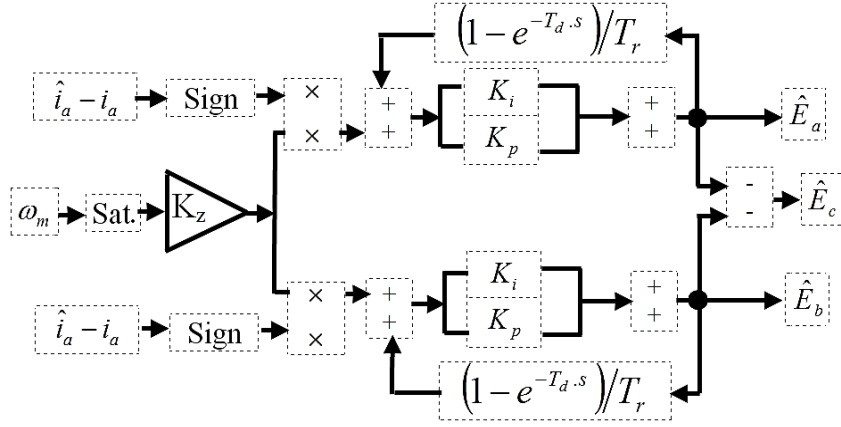 (1 − e^{−T_d .s})/T_r
î_a − i_a
Sign
×
×
+
+
K_i
K_p
+
+
Ê_a
ω_m
Sat.
K_z
-
-
Ê_c
î_a − i_a
Sign
×
×
+
+
K_i
K_p
+
+
Ê_b
(1 − e^{−T_d .s})/T_r